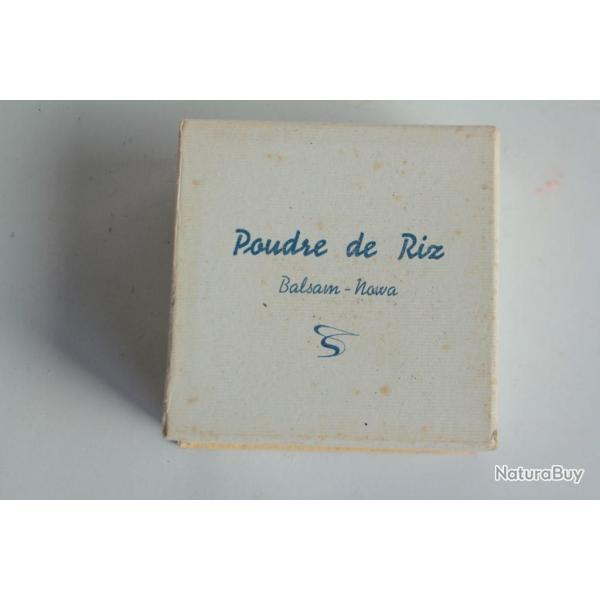 Poudre de Riz
Balsam - Nowa
NaturaBuy